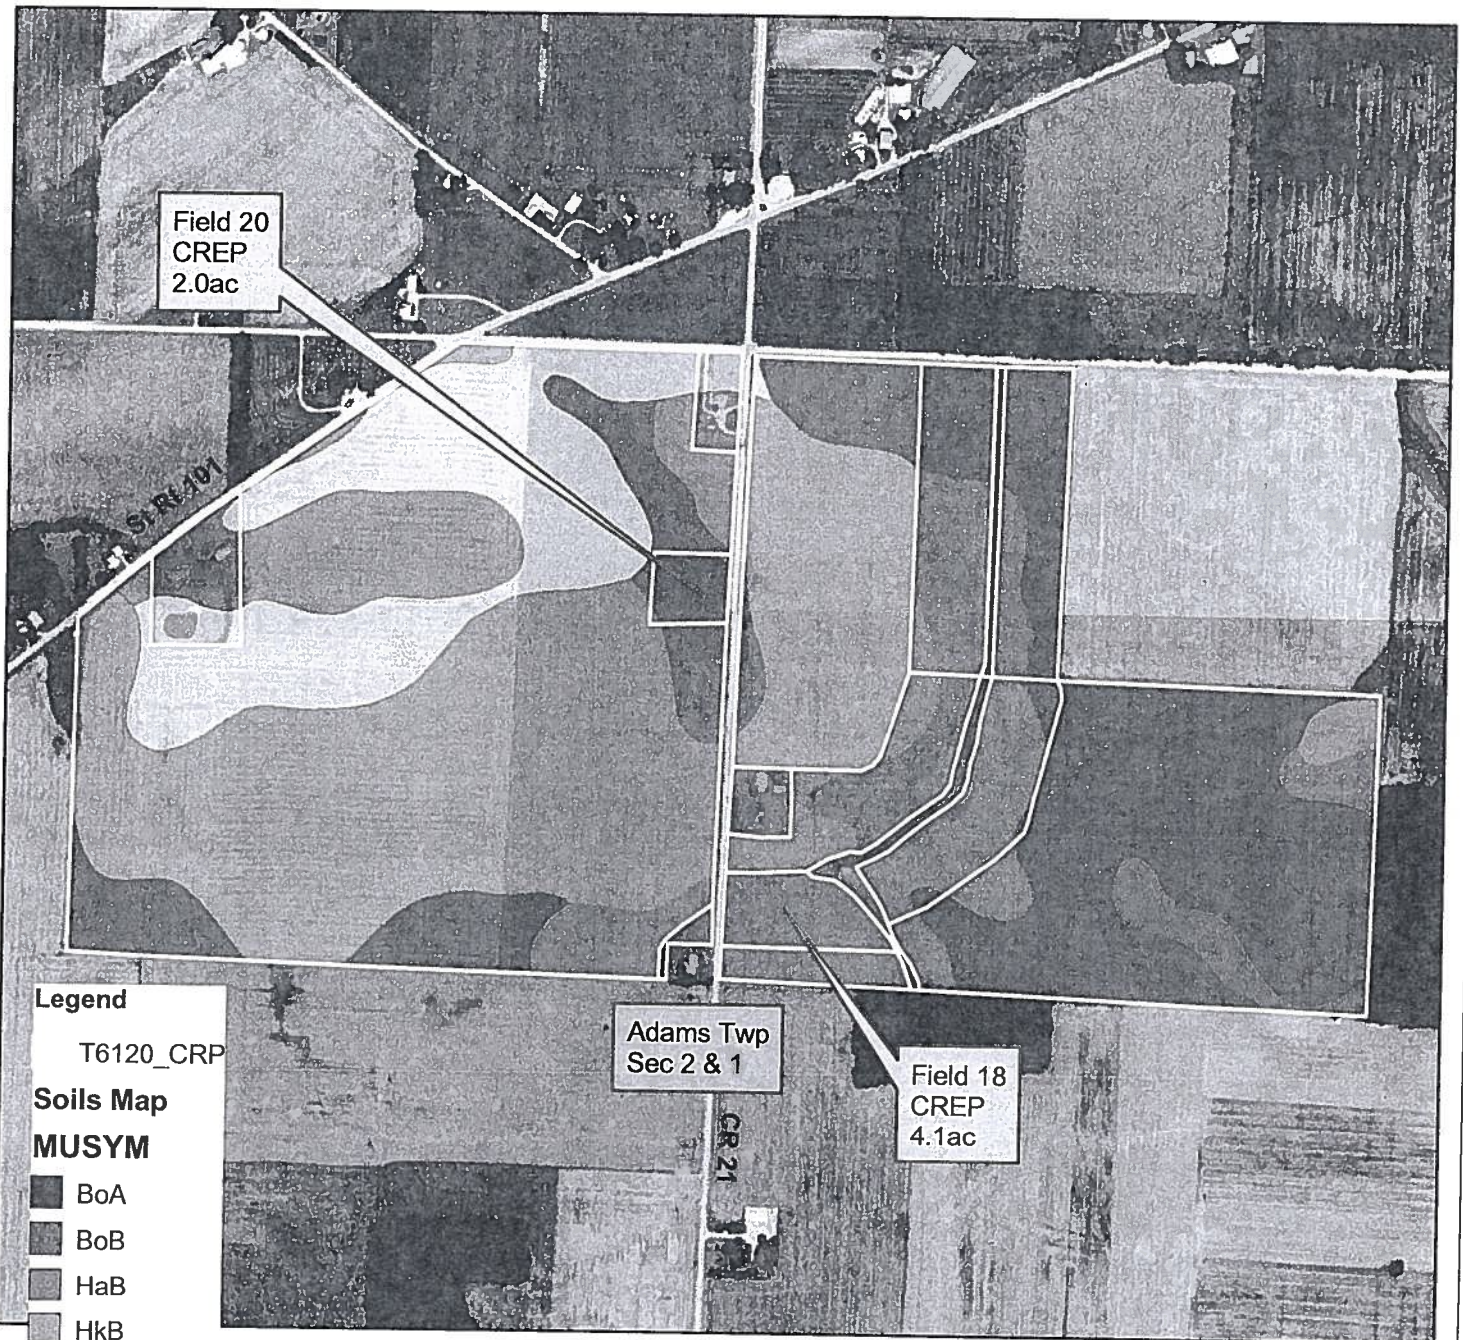 Field 20
CREP
2.0ac
St Rt 101
Adams Twp
Sec 2 & 1
Field 18
CREP
4.1ac
CR 21
Legend
T6120_CRP
Soils Map
MUSYM
BoA
BoB
HaB
HkB